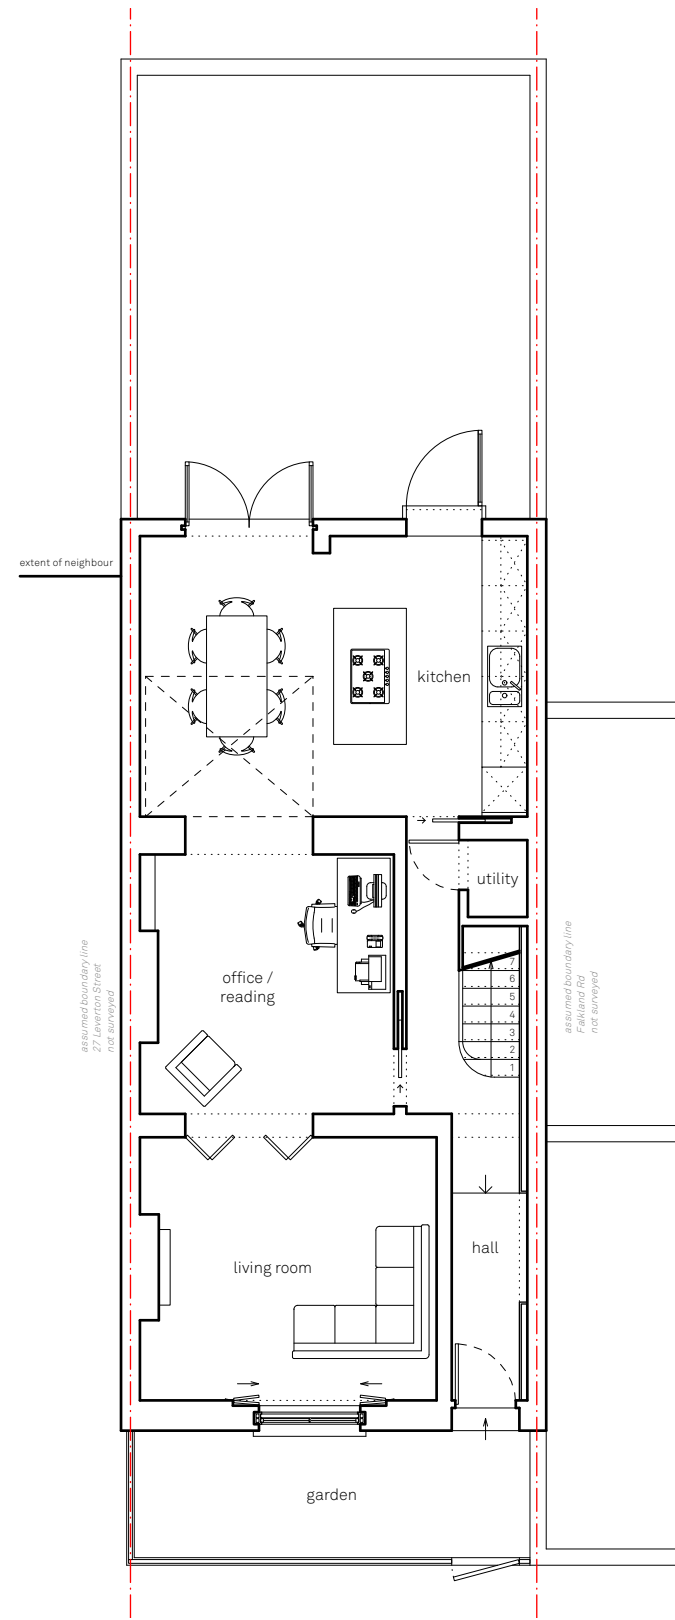 extent of neighbour
kitchen
utility
office /
reading
assumed boundary line
27 Leverton Street
not surveyed
assumed boundary line
Falkland Rd
not surveyed
7
6
5
4
3
2
1
hall
living room
garden